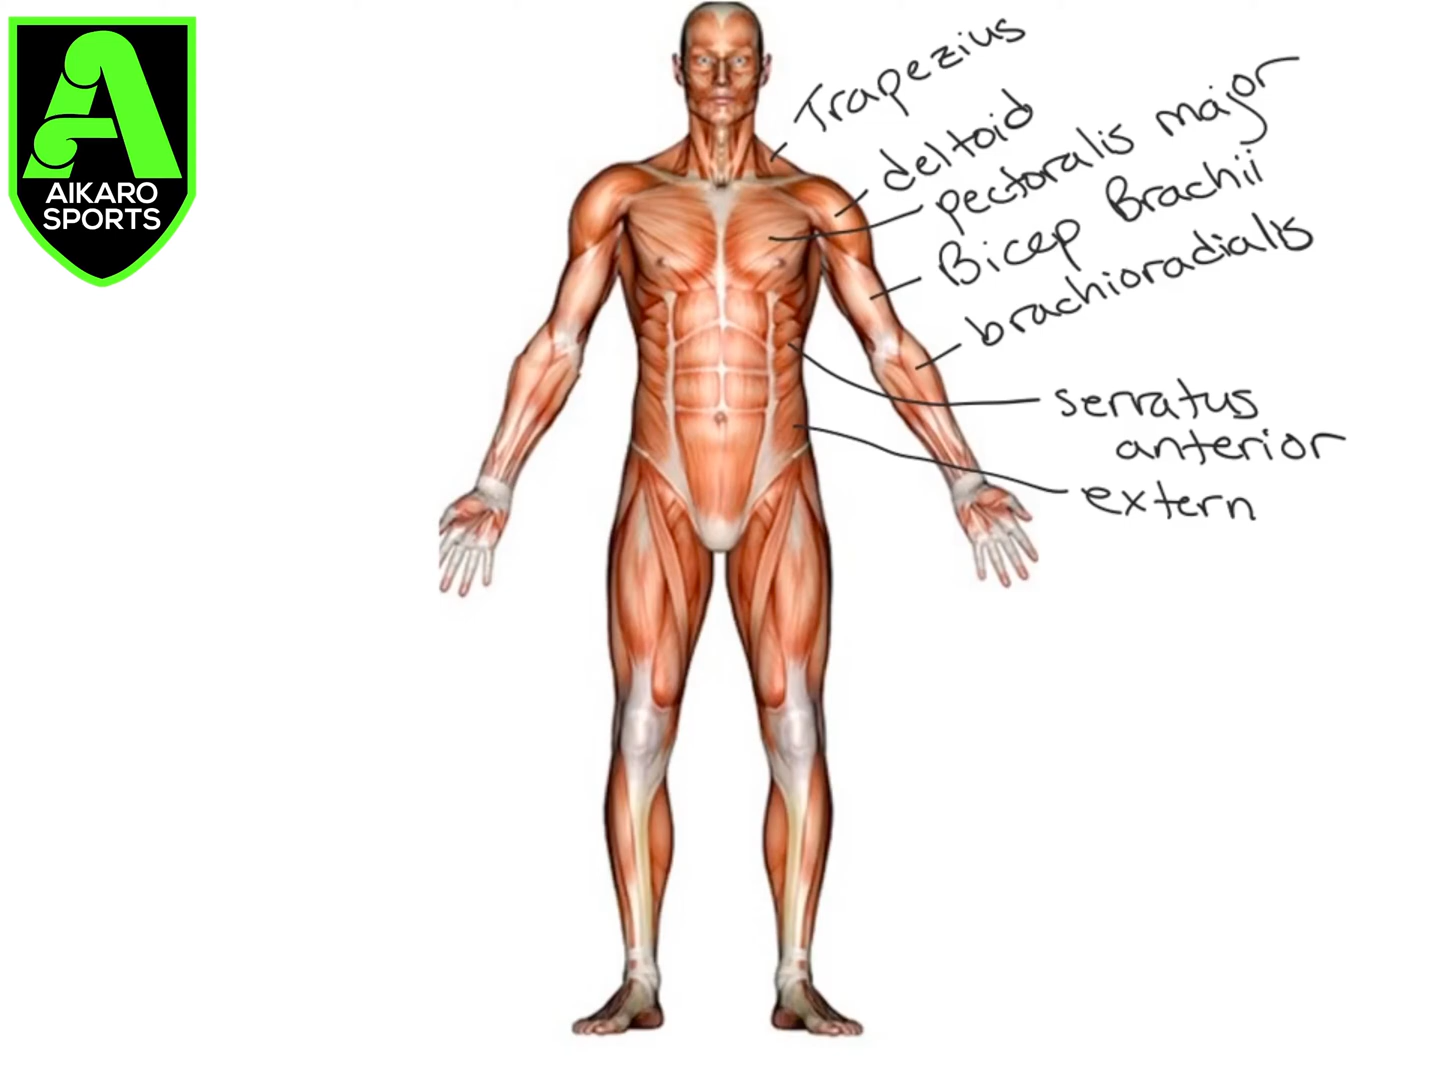 AIKARO
SPORTS
Trapezius
deltoid
pectoralis major
Bicep Brachii
brachioradialis
serratus
anterior
extern